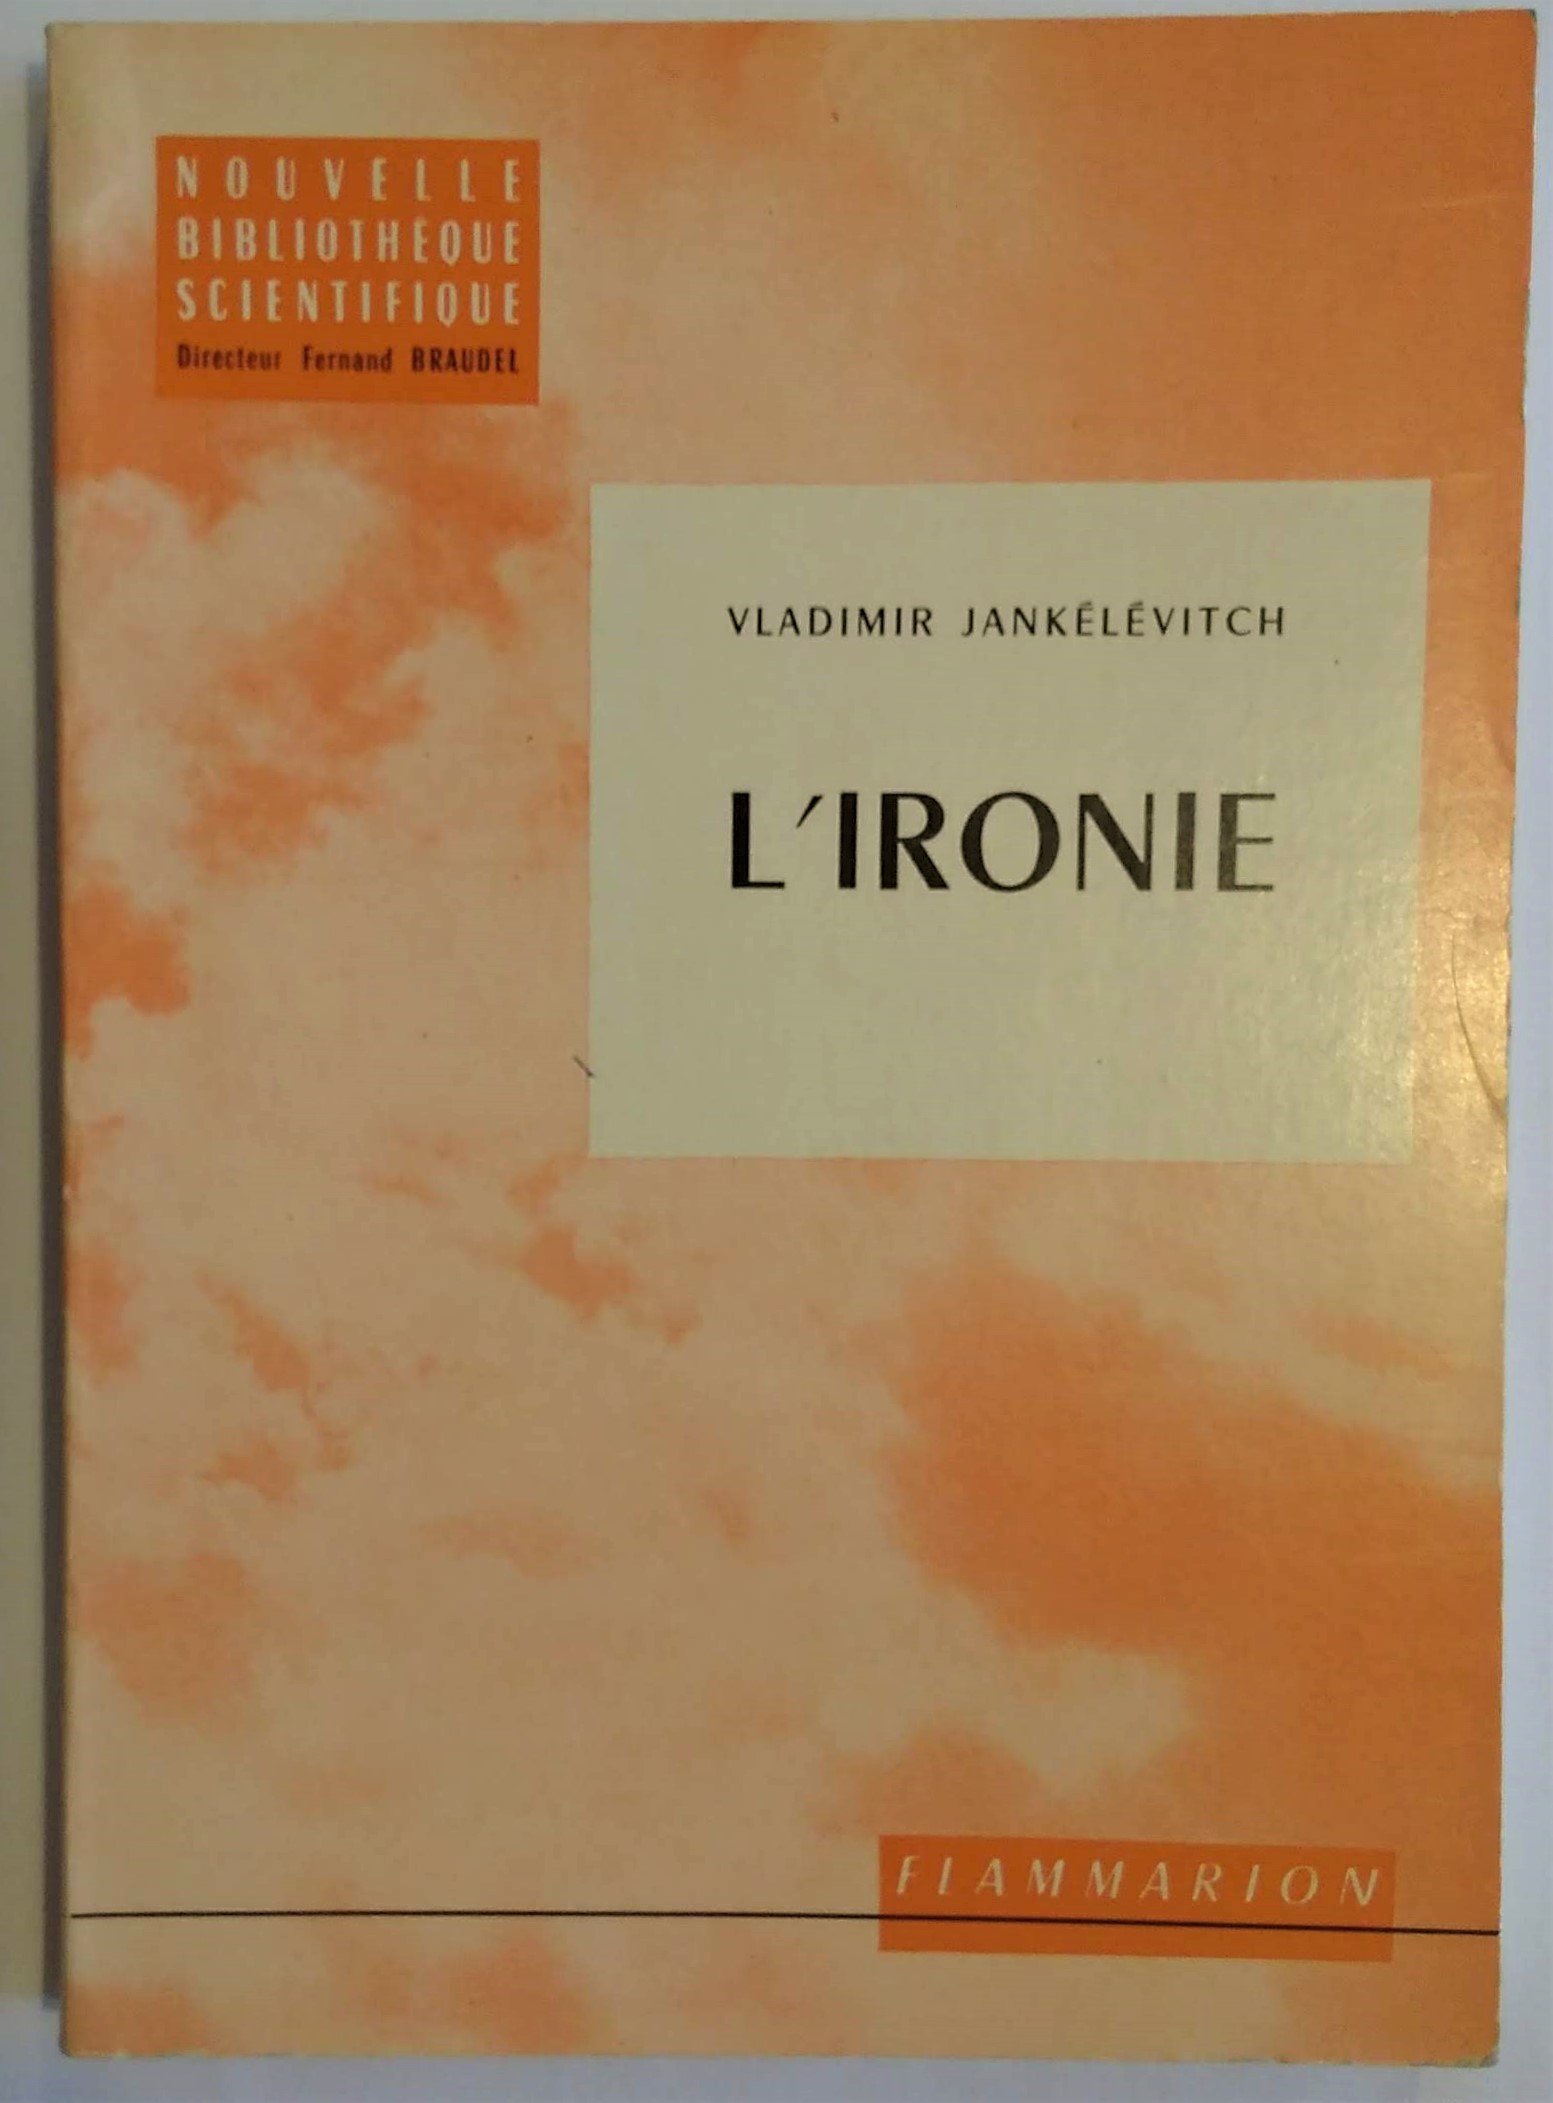 NOUVELLE
BIBLIOTHÈQUE
SCIENTIFIQUE
Directeur Fernand BRAUDEL
VLADIMIR JANKÉLÉVITCH
L'IRONIE
FLAMMARION